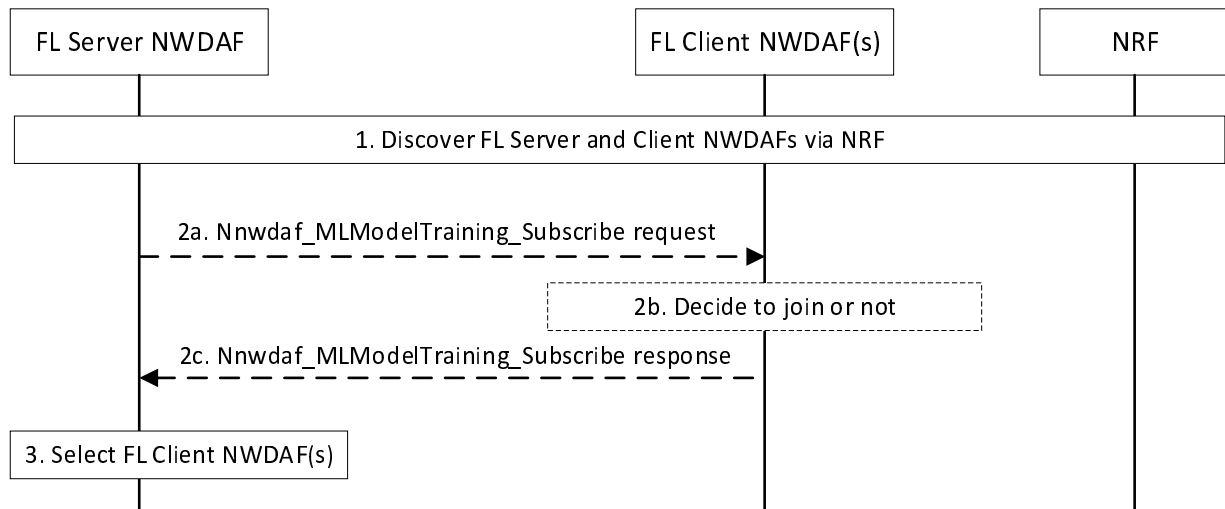 FL Server NWDAF
FL Client NWDAF(s)
NRF
1. Discover FL Server and Client NWDAFs via NRF
2a. Nnwdaf_MLModelTraining_Subscribe request
2b. Decide to join or not
2c. Nnwdaf_MLModelTraining_Subscribe response
3. Select FL Client NWDAF(s)